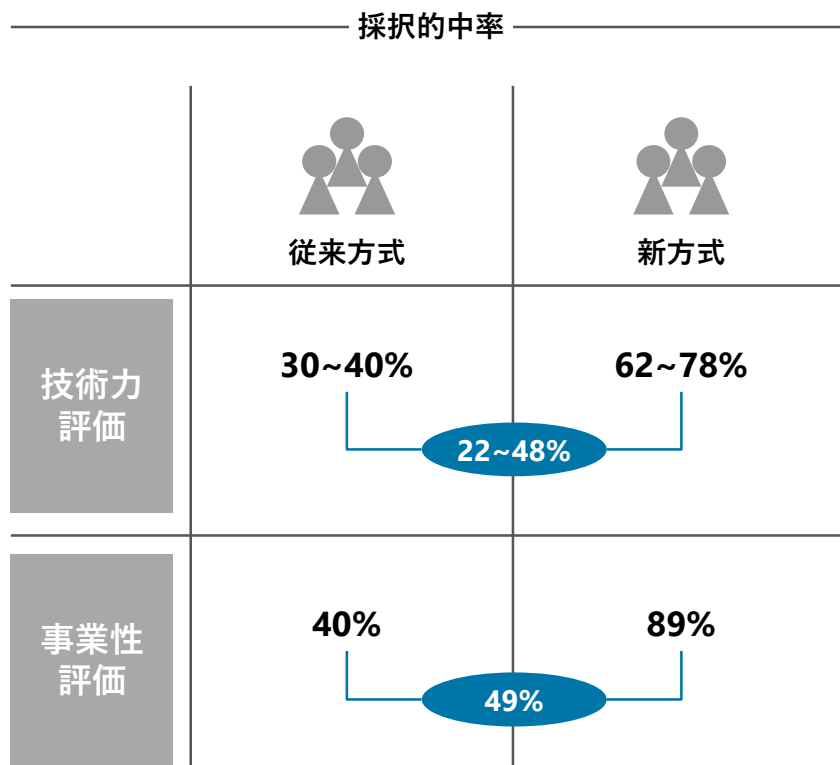 採択的中率
従来方式
新方式
技術力
評価
30~40%
62~78%
22~48%
事業性
評価
40%
89%
49%